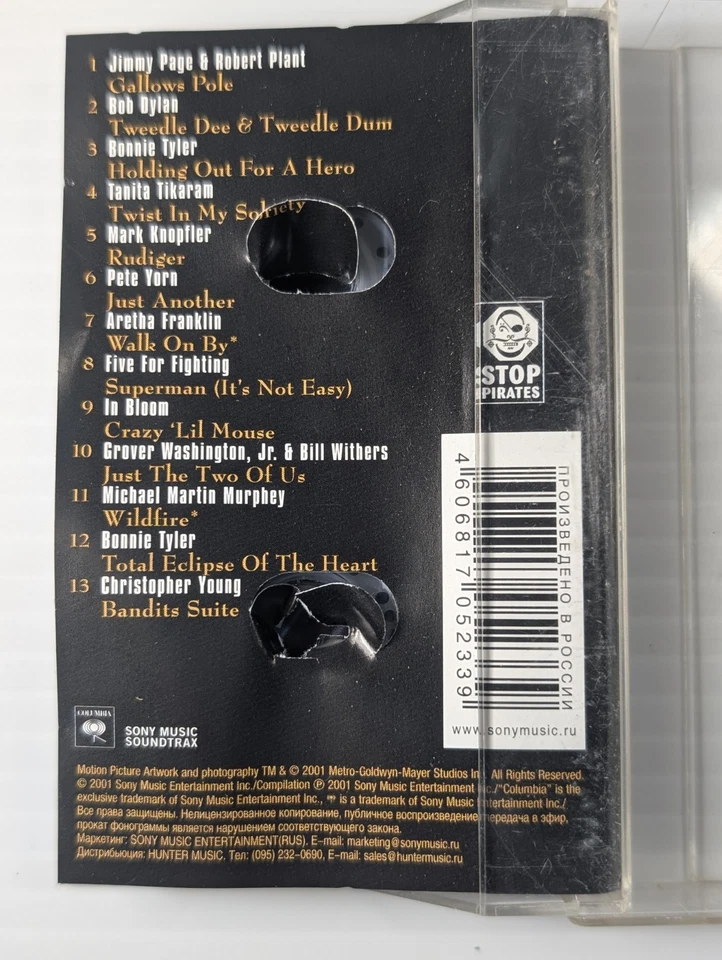 1 Jimmy Page & Robert Plant
Gallows Pole
2 Bob Dylan
Tweedle Dee & Tweedle Dum
3 Bonnie Tyler
Holding Out For A Hero
4 Tanita Tikaram
Twist In My Sobriety
5 Mark Knopfler
Rudiger
6 Pete Yorn
Just Another
7 Aretha Franklin
Walk On By*
8 Five For Fighting
Superman (It's Not Easy)
9 In Bloom
Crazy 'Lil Mouse
10 Grover Washington, Jr. & Bill Withers
Just The Two Of Us
11 Michael Martin Murphey
Wildfire*
12 Bonnie Tyler
Total Eclipse Of The Heart
13 Christopher Young
Bandits Suite
COLUMBIA
SONY MUSIC
SOUNDTRAX
Motion Picture Artwork and photography TM & © 2001 Metro-Goldwyn-Mayer Studios Inc. All Rights Reserved.
© 2001 Sony Music Entertainment Inc./Compilation ℗ 2001 Sony Music Entertainment Inc./"Columbia" is the
exclusive trademark of Sony Music Entertainment Inc., is a trademark of Sony Music Entertainment Inc./
Все права защищены. Нелицензированное копирование, публичное воспроизведение, передача в эфир,
прокат фонограммы является нарушением соответствующего закона.
Маркетинг: SONY MUSIC ENTERTAINMENT(RUS). E-mail: marketing@sonymusic.ru
Дистрибьюция: HUNTER MUSIC. Тел: (095) 232-0690, E-mail: sales@huntermusic.ru
STOP
PIRATES
4 606817 052339
ПРОИЗВЕДЕНО В РОССИИ
www.sonymusic.ru